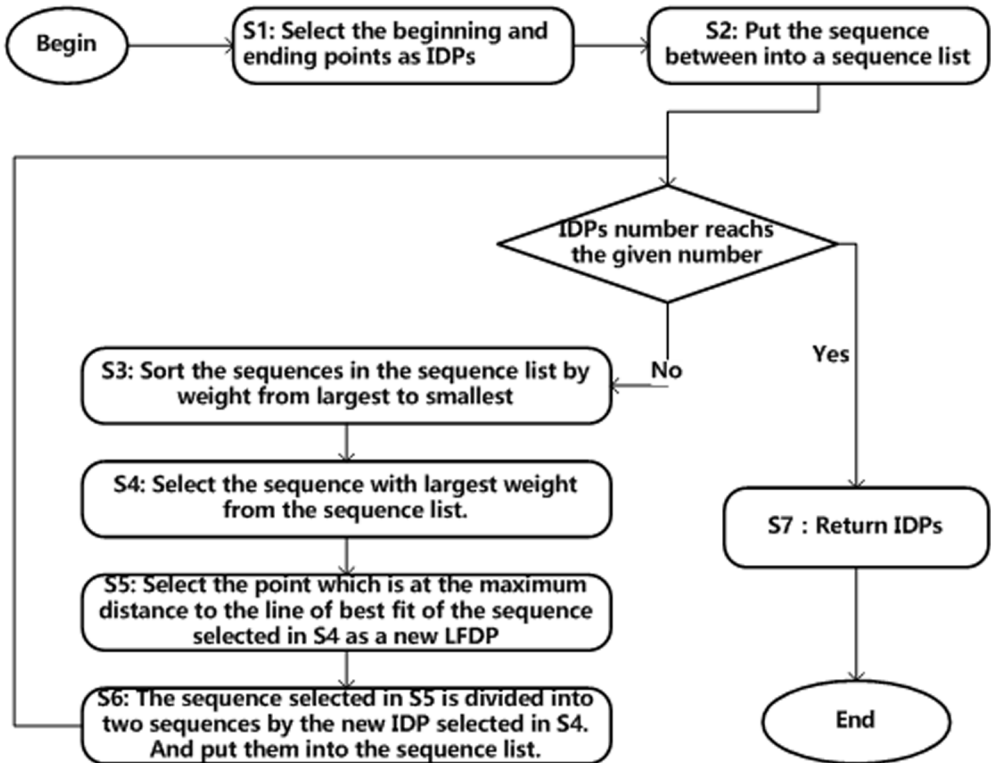 Begin
S1: Select the beginning and
ending points as IDPs
S2: Put the sequence
between into a sequence list
IDPs number reachs
the given number
No
Yes
S3: Sort the sequences in the sequence list by
weight from largest to smallest
S4: Select the sequence with largest weight
from the sequence list.
S5: Select the point which is at the maximum
distance to the line of best fit of the sequence
selected in S4 as a new LFDP
S6: The sequence selected in S5 is divided into
two sequences by the new IDP selected in S4.
And put them into the sequence list.
S7 : Return IDPs
End